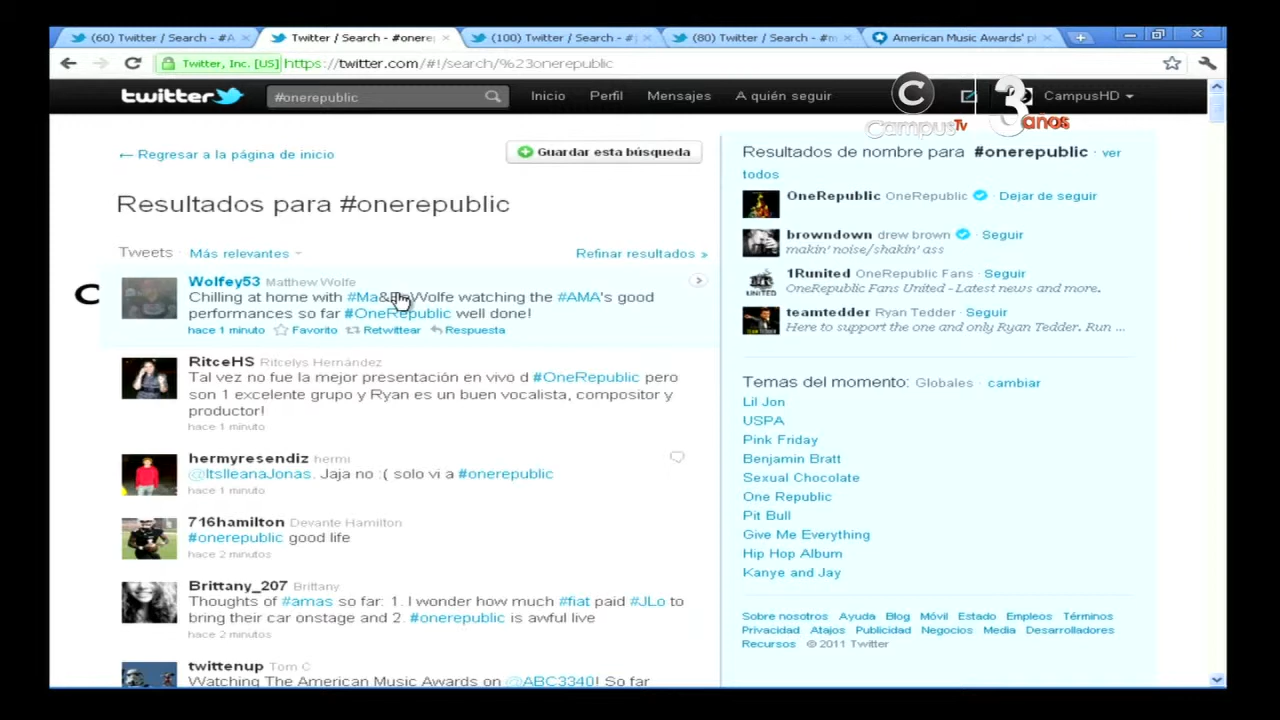 (60) Twitter / Search - #A
Twitter / Search - #onere
(100) Twitter / Search - #
(80) Twitter / Search - #m
American Music Awards' p
Twitter, Inc. [US]
https://twitter.com/#!/search/%23onerepublic
twitter
#onerepublic
Inicio
Perfil
Mensajes
A quién seguir
CampusHD
C
CampusTv
3 años
← Regresar a la página de inicio
Guardar esta búsqueda
Resultados para #onerepublic
Tweets
Más relevantes
Refinar resultados »
Wolfey53 Matthew Wolfe
Chilling at home with #Ma& Wolfe watching the #AMA's good
performances so far #OneRepublic well done!
hace 1 minuto Favorito Retwittear Respuesta
RitceHS Ritcelys Hernández
Tal vez no fue la mejor presentación en vivo d #OneRepublic pero
son 1 excelente grupo y Ryan es un buen vocalista, compositor y
productor!
hace 1 minuto
hermyresendiz hermi
@ItsIleanaJonas. Jaja no :( solo vi a #onerepublic
hace 1 minuto
716hamilton Devante Hamilton
#onerepublic good life
hace 2 minutos
Brittany_207 Brittany
Thoughts of #amas so far: 1. I wonder how much #fiat paid #JLo to
bring their car onstage and 2. #onerepublic is awful live
hace 2 minutos
twittenup Tom C
Watching The American Music Awards on @ABC3340! So far
Resultados de nombre para #onerepublic · ver
todos
OneRepublic OneRepublic · Dejar de seguir
browndown drew brown · Seguir
makin' noise/shakin' ass
1Runited OneRepublic Fans · Seguir
OneRepublic Fans United - Latest news and more.
teamtedder Ryan Tedder · Seguir
Here to support the one and only Ryan Tedder. Run ...
Temas del momento: Globales · cambiar
Lil Jon
USPA
Pink Friday
Benjamin Bratt
Sexual Chocolate
One Republic
Pit Bull
Give Me Everything
Hip Hop Album
Kanye and Jay
Sobre nosotros Ayuda Blog Móvil Estado Empleos Términos
Privacidad Atajos Publicidad Negocios Media Desarrolladores
Recursos © 2011 Twitter